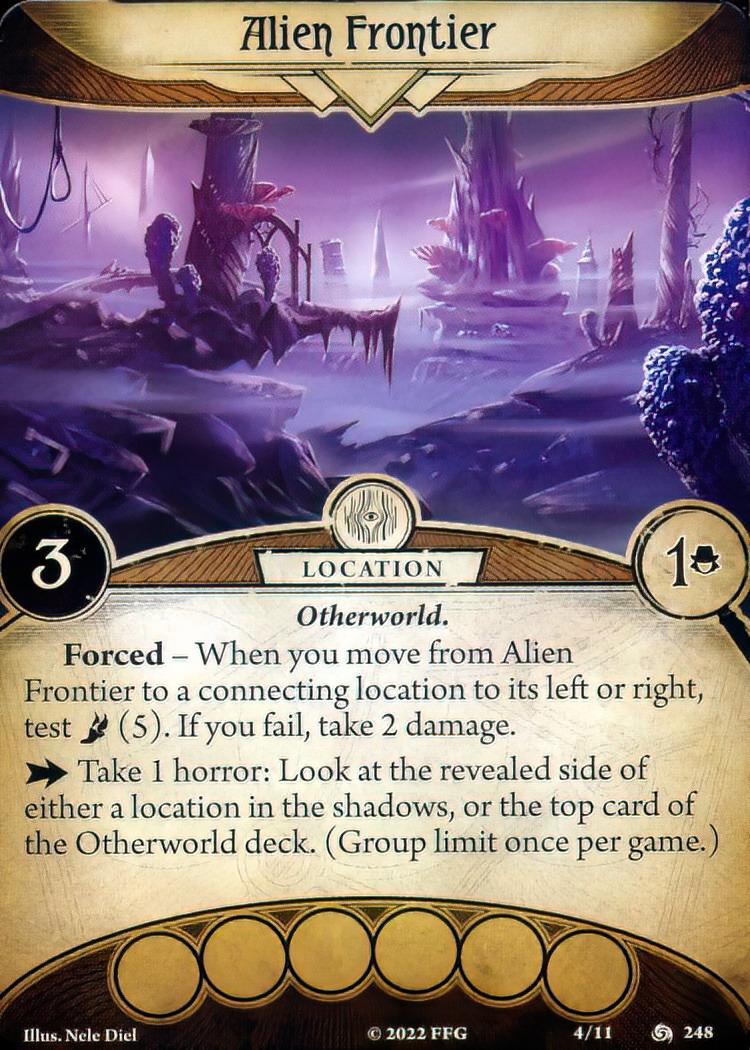 Alien Frontier
3
1
LOCATION
Otherworld.
Forced – When you move from Alien
Frontier to a connecting location to its left or right,
test (5). If you fail, take 2 damage.
Take 1 horror: Look at the revealed side of
either a location in the shadows, or the top card of
the Otherworld deck. (Group limit once per game.)
Illus. Nele Diel
© 2022 FFG
4/11
248